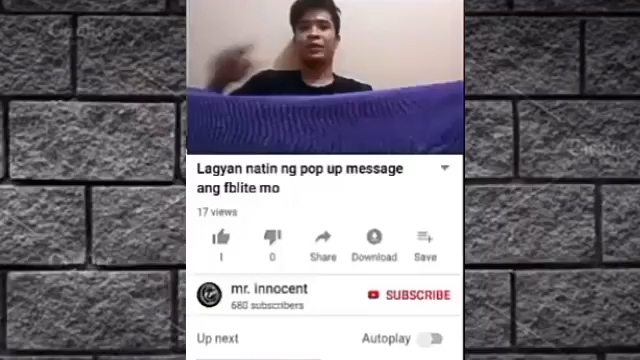 Lagyan natin ng pop up message
ang fblite mo
17 views
1
0
Share
Download
Save
mr. innocent
680 subscribers
SUBSCRIBE
Up next
Autoplay